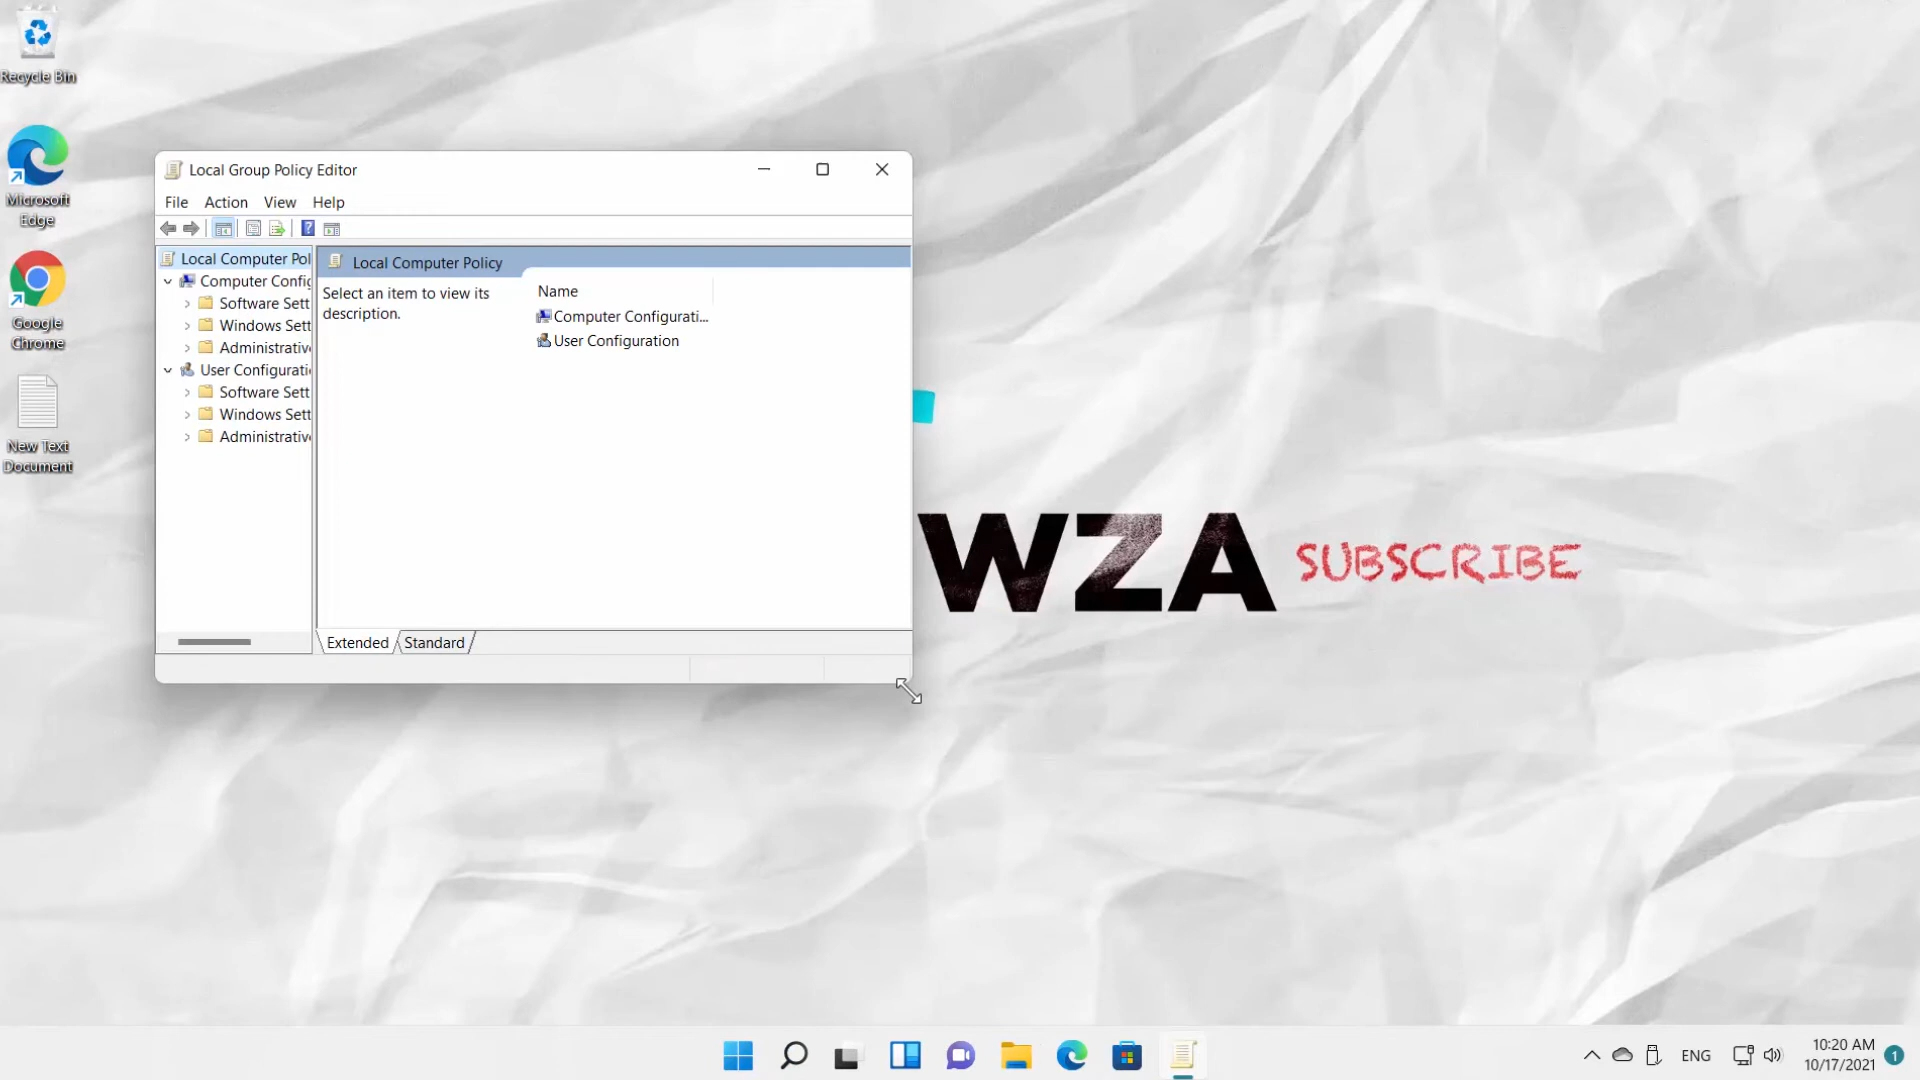 Recycle Bin
Microsoft
Edge
Google
Chrome
New Text
Document
Local Group Policy Editor
File Action View Help
Local Computer Pol
Computer Config
Software Sett
Windows Sett
Administrative
User Configurati
Software Sett
Windows Sett
Administrative
Local Computer Policy
Select an item to view its
description.
Name
Computer Configurati...
User Configuration
Extended Standard
WZA
SUBSCRIBE
ENG
10:20 AM
10/17/2021
1